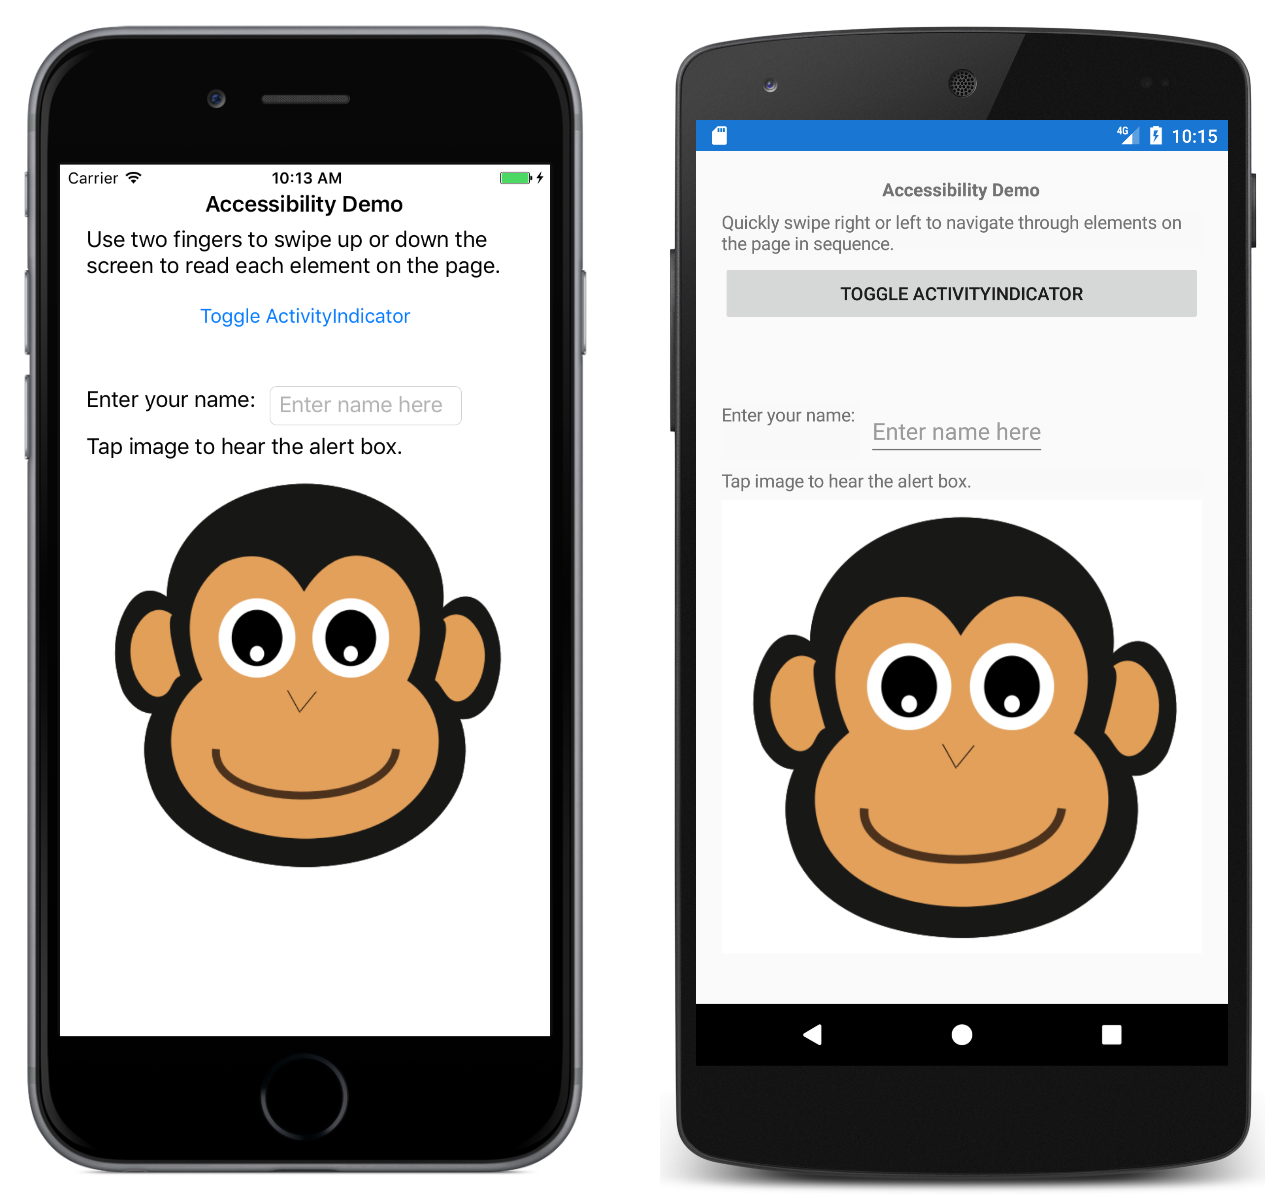 Carrier 10:13 AM
Accessibility Demo
Use two fingers to swipe up or down the
screen to read each element on the page.
Toggle ActivityIndicator
Enter your name: Enter name here
Tap image to hear the alert box.
4G 10:15
Accessibility Demo
Quickly swipe right or left to navigate through elements on
the page in sequence.
TOGGLE ACTIVITYINDICATOR
Enter your name: Enter name here
Tap image to hear the alert box.